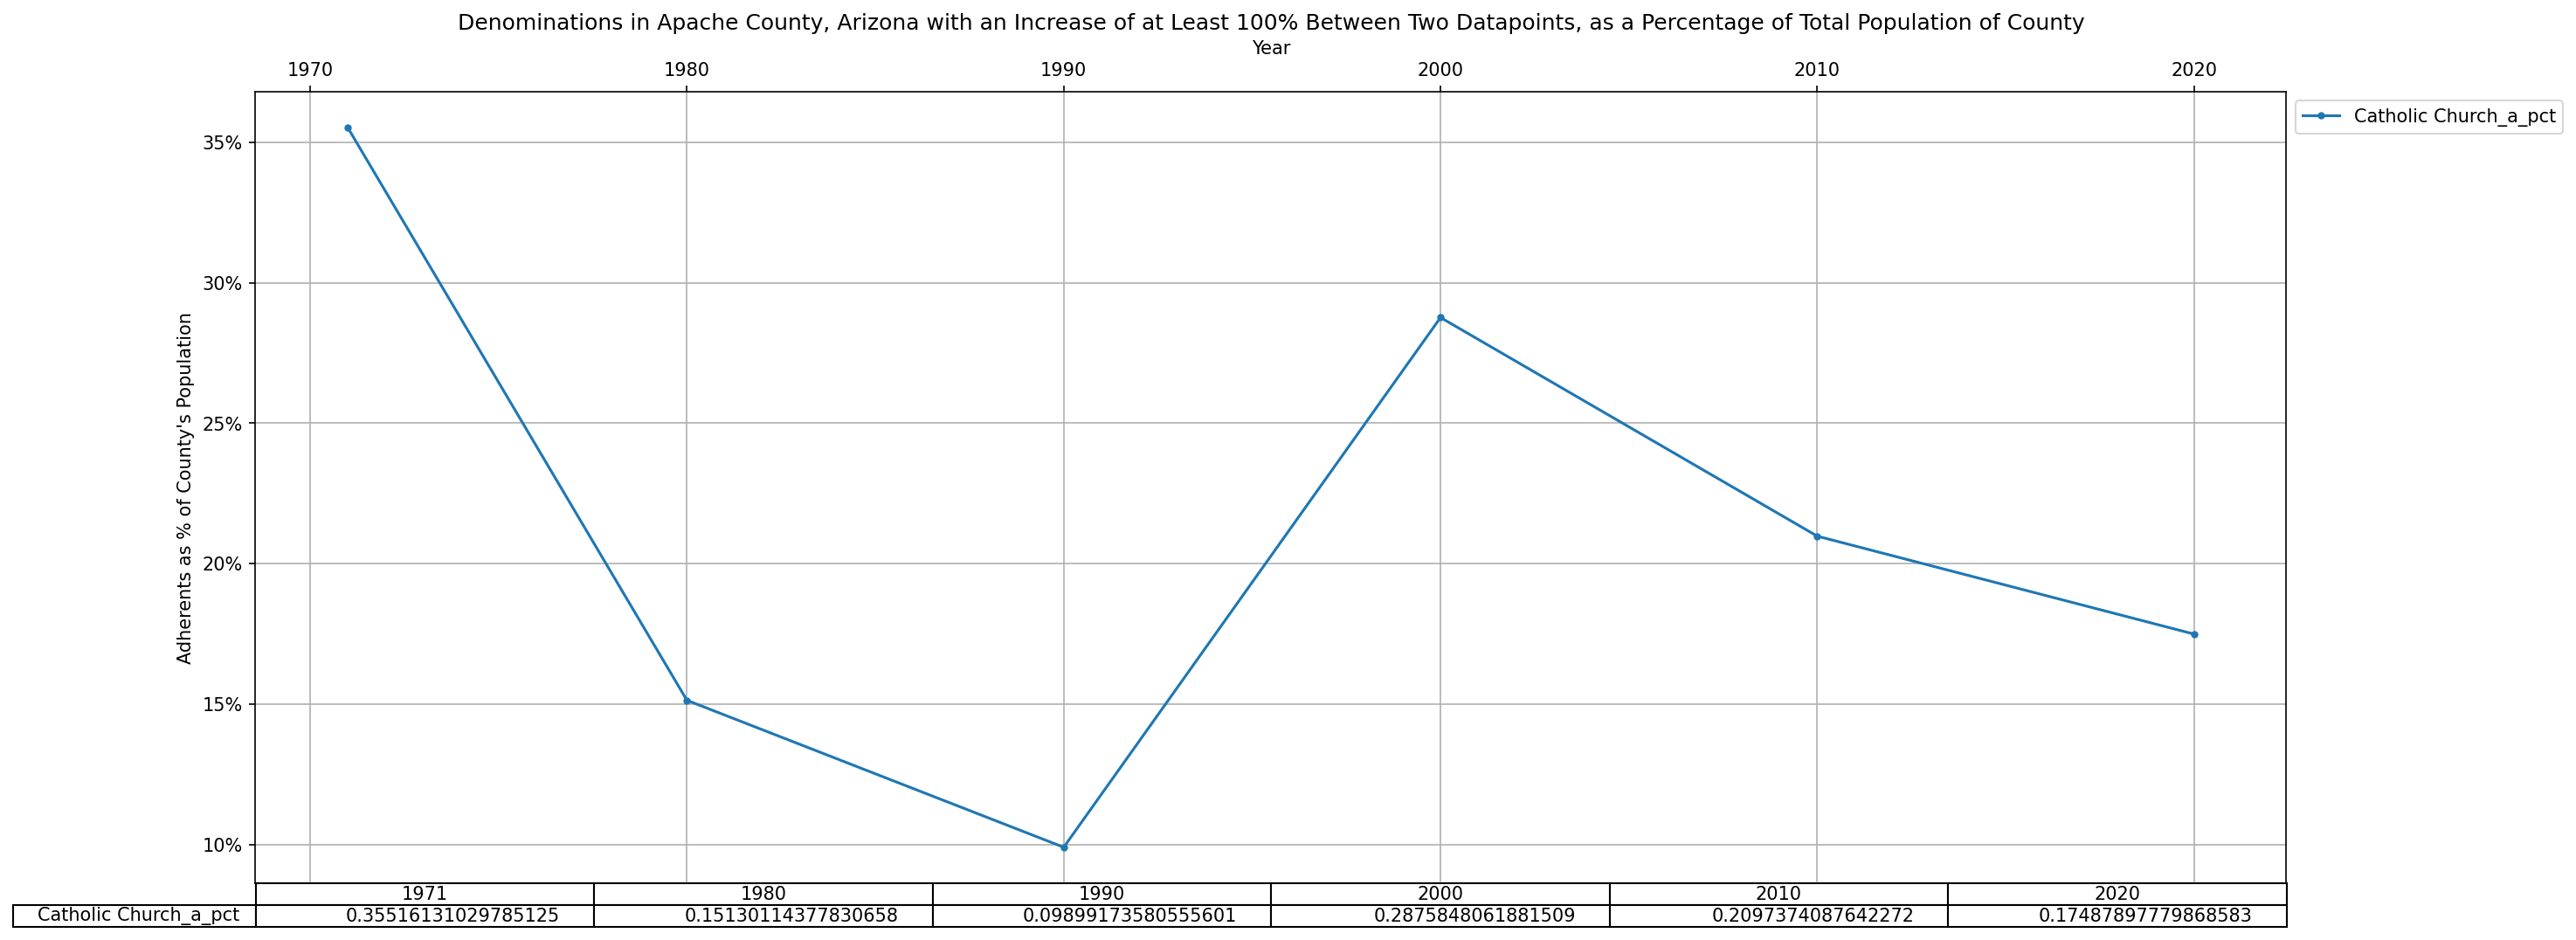 Denominations in Apache County, Arizona with an Increase of at Least 100% Between Two Datapoints, as a Percentage of Total Population of County
Year
1970 1980 1990 2000 2010 2020
Catholic Church_a_pct
35%
30%
25%
20%
15%
10%
Adherents as % of County's Population
1971 1980 1990 2000 2010 2020
Catholic Church_a_pct 0.35516131029785125 0.15130114377830658 0.098991735805555601 0.2875848061881509 0.2097374087642272 0.17487897779868583